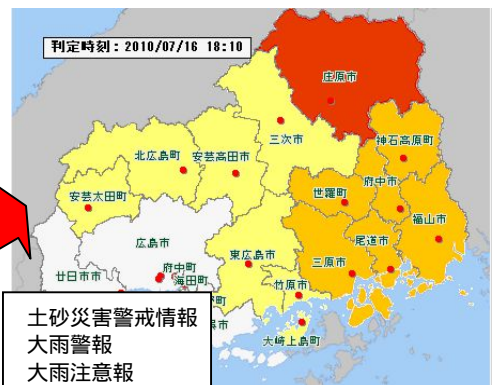 判定時刻：2010/07/16 18:10
庄原市
三次市
神石高原町
北広島町
安芸高田市
府中市
世羅町
安芸太田町
福山市
広島市
尾道市
東広島市
三原市
府中町
海田町
廿日市市
竹原市
町
呉市
大崎上島町
土砂災害警戒情報
大雨警報
大雨注意報